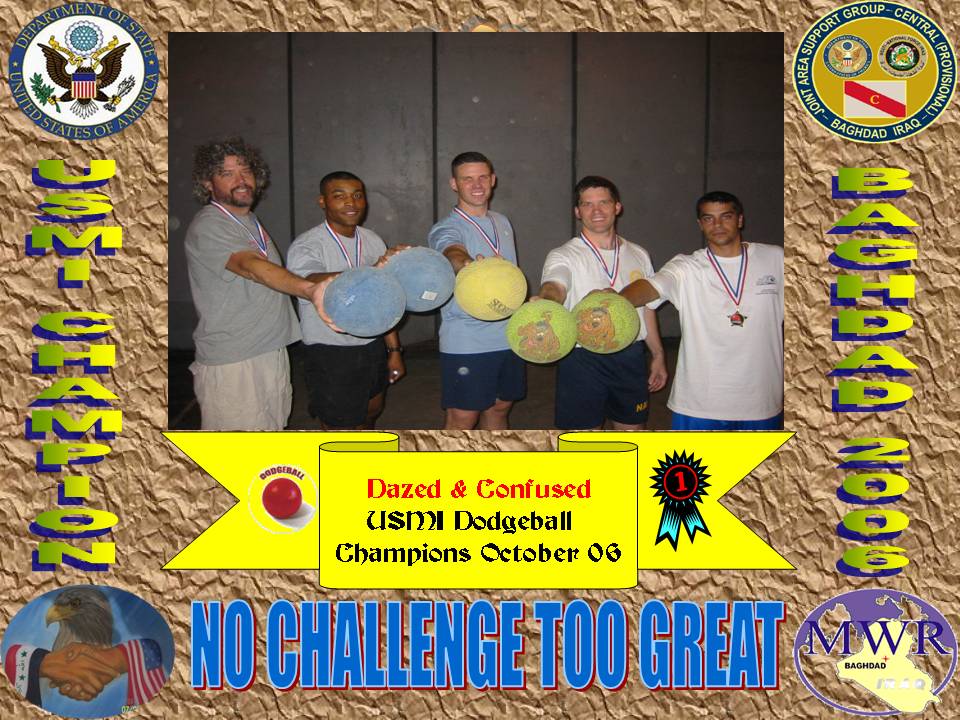 DEPARTMENT OF STATE
UNITED STATES OF AMERICA
JOINT AREA SUPPORT GROUP – CENTRAL (PROVISIONAL)
C
BAGHDAD IRAQ
USMI CHAMPION
BAGHDAD 2006
NAVY
DODGEBALL
1
Dazed & Confused
USMI Dodgeball
Champions October 06
NO CHALLENGE TOO GREAT
MWR
BAGHDAD
IRAQ